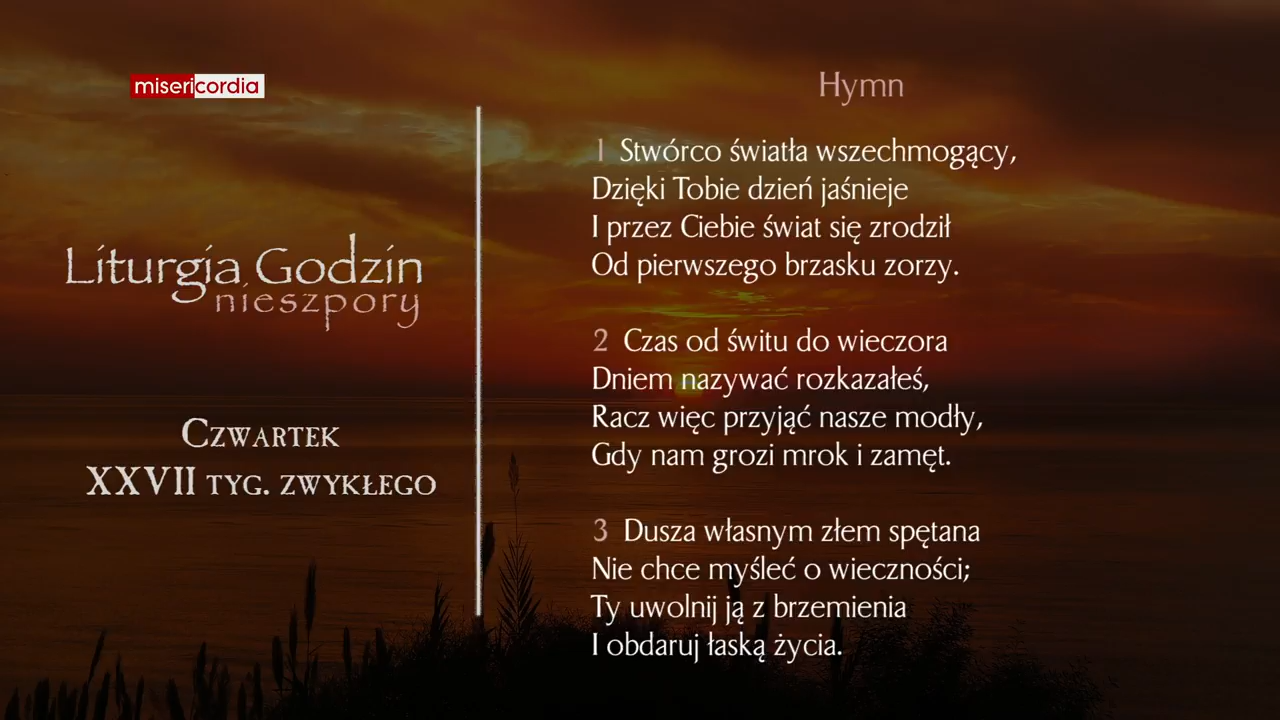 misericordia
Liturgia Godzin
nieszpory
Czwartek
XXVII tyg. zwykłego
Hymn
1 Stwórco światła wszechmogący,
Dzięki Tobie dzień jaśnieje
I przez Ciebie świat się zrodził
Od pierwszego brzasku zorzy.
2 Czas od świtu do wieczora
Dniem nazywać rozkazałeś,
Racz więc przyjąć nasze modły,
Gdy nam grozi mrok i zamęt.
3 Dusza własnym złem spętana
Nie chce myśleć o wieczności;
Ty uwolnij ją z brzemienia
I obdaruj łaską życia.